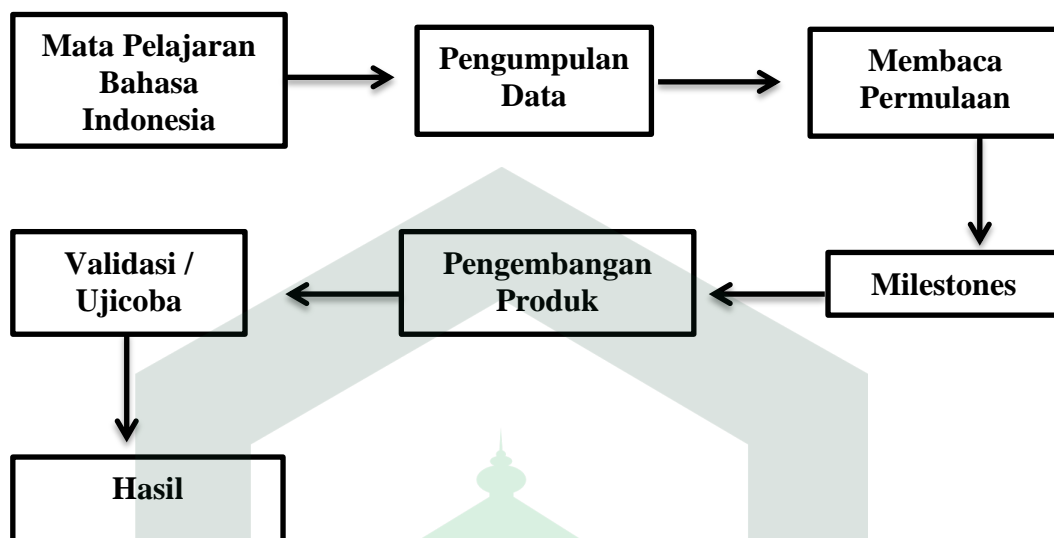 Mata Pelajaran
Bahasa
Indonesia
Pengumpulan
Data
Membaca
Permulaan
Milestones
Pengembangan
Produk
Validasi /
Ujicoba
Hasil